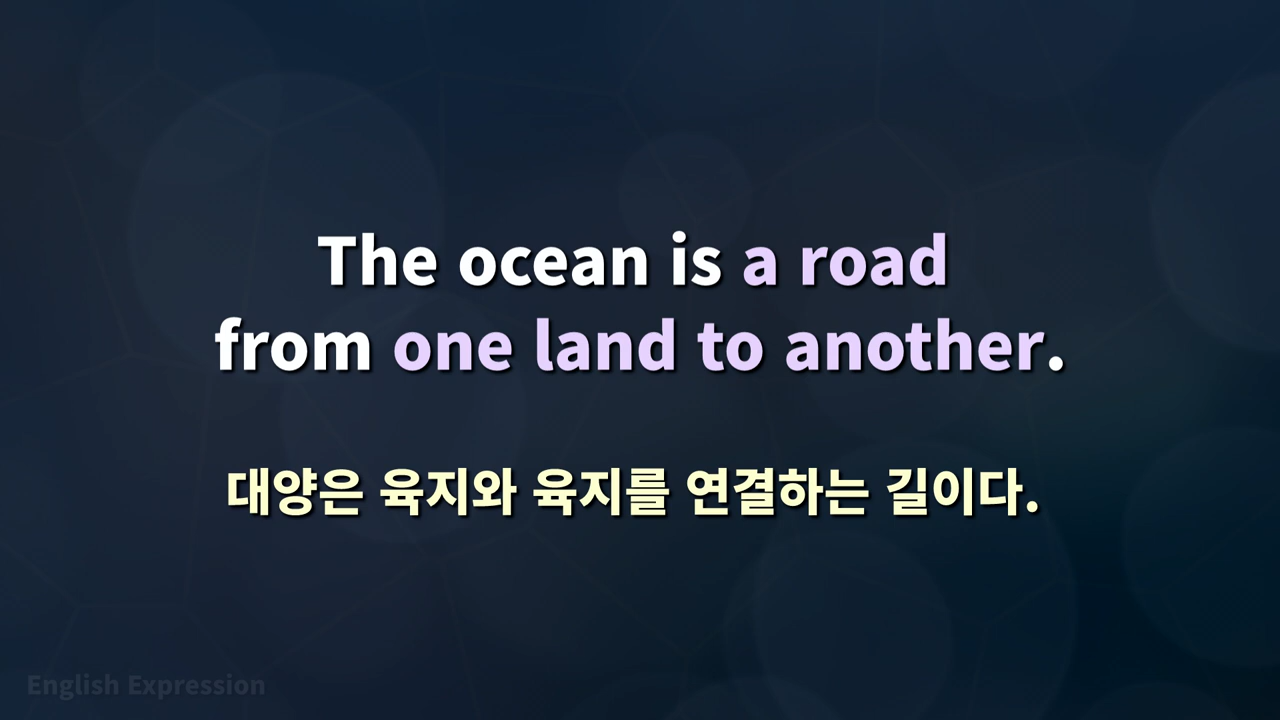 The ocean is a road
from one land to another.
대양은 육지와 육지를 연결하는 길이다.
English Expression